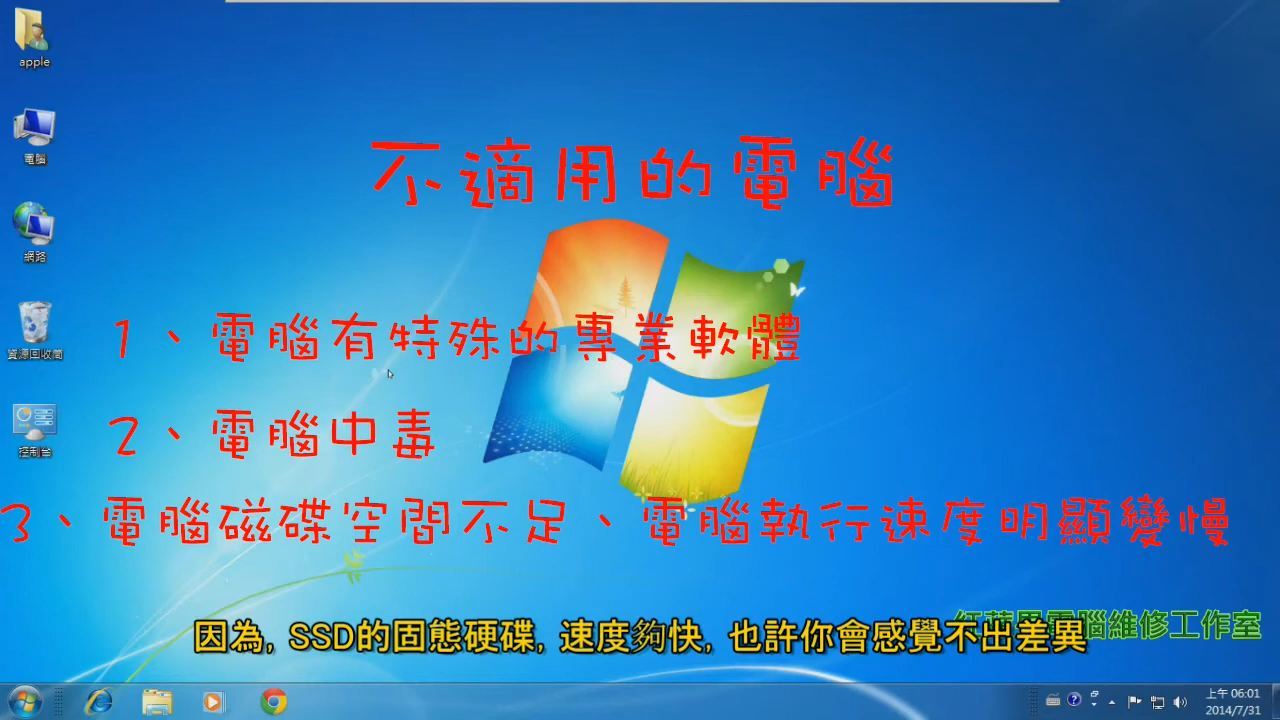 apple
電腦
網路
資源回收筒
控制台
不適用的電腦
1、電腦有特殊的專業軟體
2、電腦中毒
3、電腦磁碟空間不足、電腦執行速度明顯變慢
電腦維修工作室
因為, SSD的固態硬碟, 速度夠快, 也許你會感覺不出差異
上午 06:01
2014/7/31